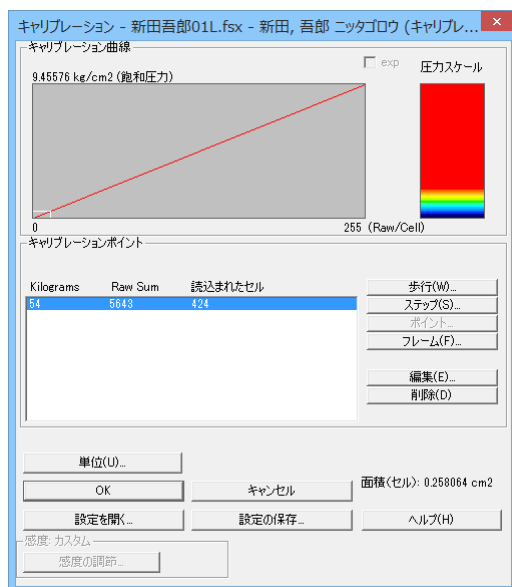 キャリブレーション - 新田吾郎01L.fsx - 新田, 吾郎 ニッタゴロウ (キャリブレ...
キャリブレーション曲線
exp
圧力スケール
9.45576 kg/cm2 (飽和圧力)
0
255 (Raw/Cell)
キャリブレーションポイント
Kilograms Raw Sum 読込まれたセル
54 5643 424
歩行(W)...
ステップ(S)...
ポイント...
フレーム(F)...
編集(E)...
削除(D)
単位(U)...
OK
キャンセル
面積(セル): 0.258064 cm2
設定を開く...
設定の保存...
ヘルプ(H)
感度: カスタム
感度の調節...